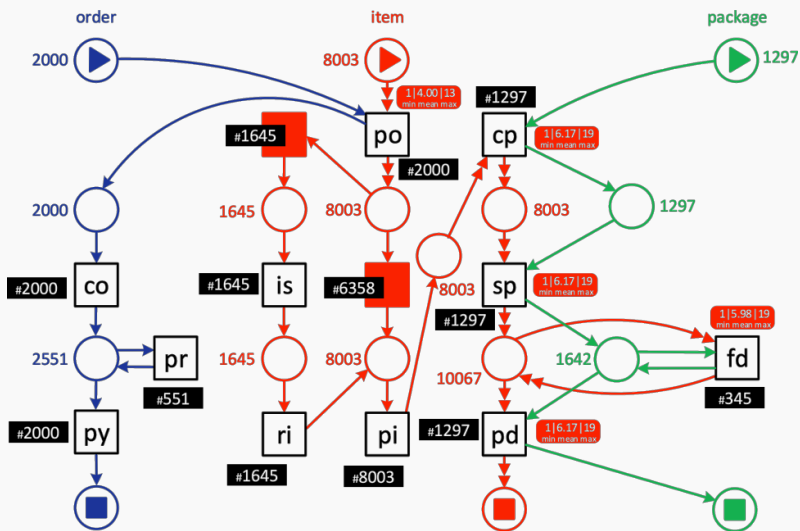 order
item
package
2000
8003
1297
1|4.00|13
min mean max
#1297
#1645
po
cp
1|6.17|19
min mean max
#2000
2000
1645
8003
8003
1297
8003
#2000
co
#1645
is
#6358
sp
1|6.17|19
min mean max
#1297
1|5.98|19
min mean max
2551
pr
1645
8003
10067
1642
fd
#551
#345
#2000
py
ri
pi
#1297
pd
1|6.17|19
min mean max
#1645
#8003